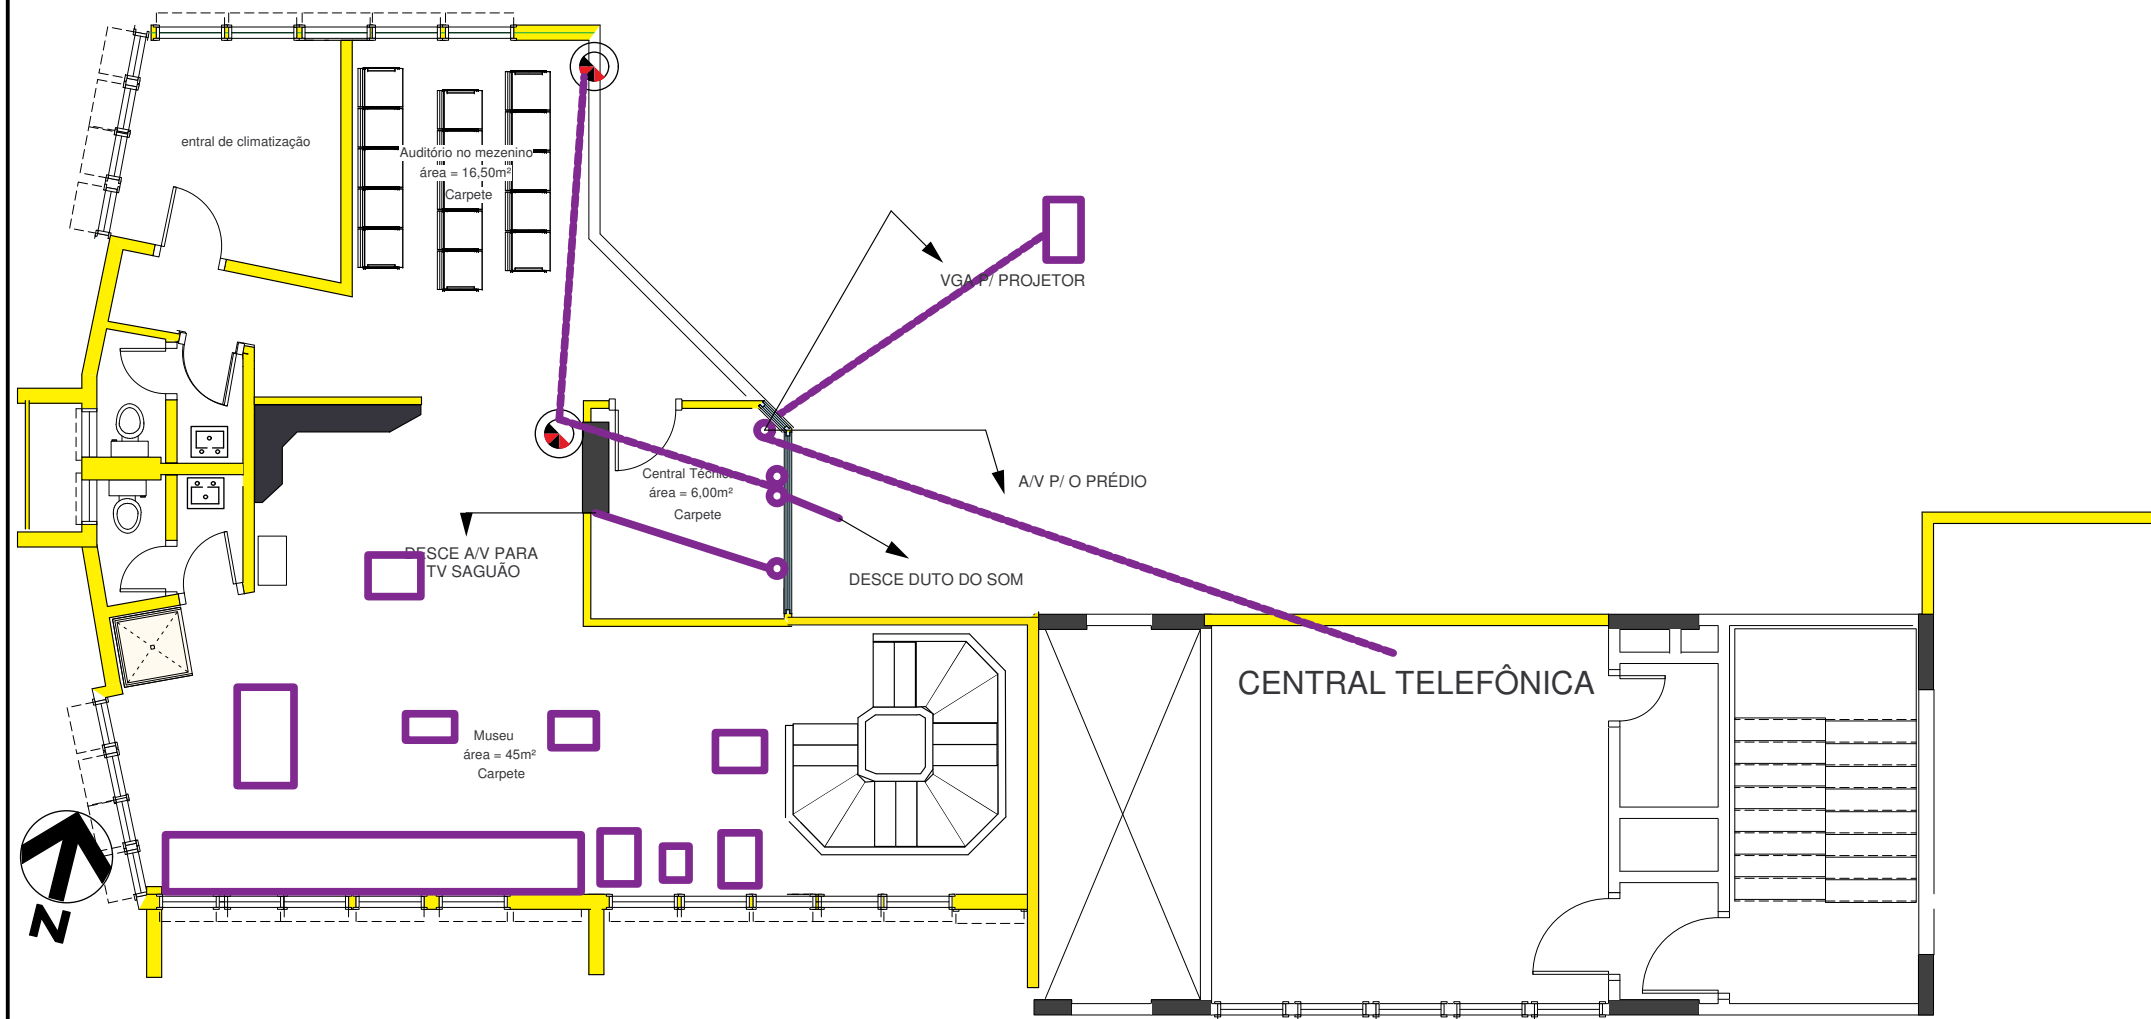 entral de climatização
Auditório no mezenino
área = 16,50m²
Carpete
VGA P/ PROJETOR
A/V P/ O PRÉDIO
Central Técnic
área = 6,00m²
Carpete
DESCE A/V PARA
TV SAGUÃO
DESCE DUTO DO SOM
CENTRAL TELEFÔNICA
Museu
área = 45m²
Carpete
N